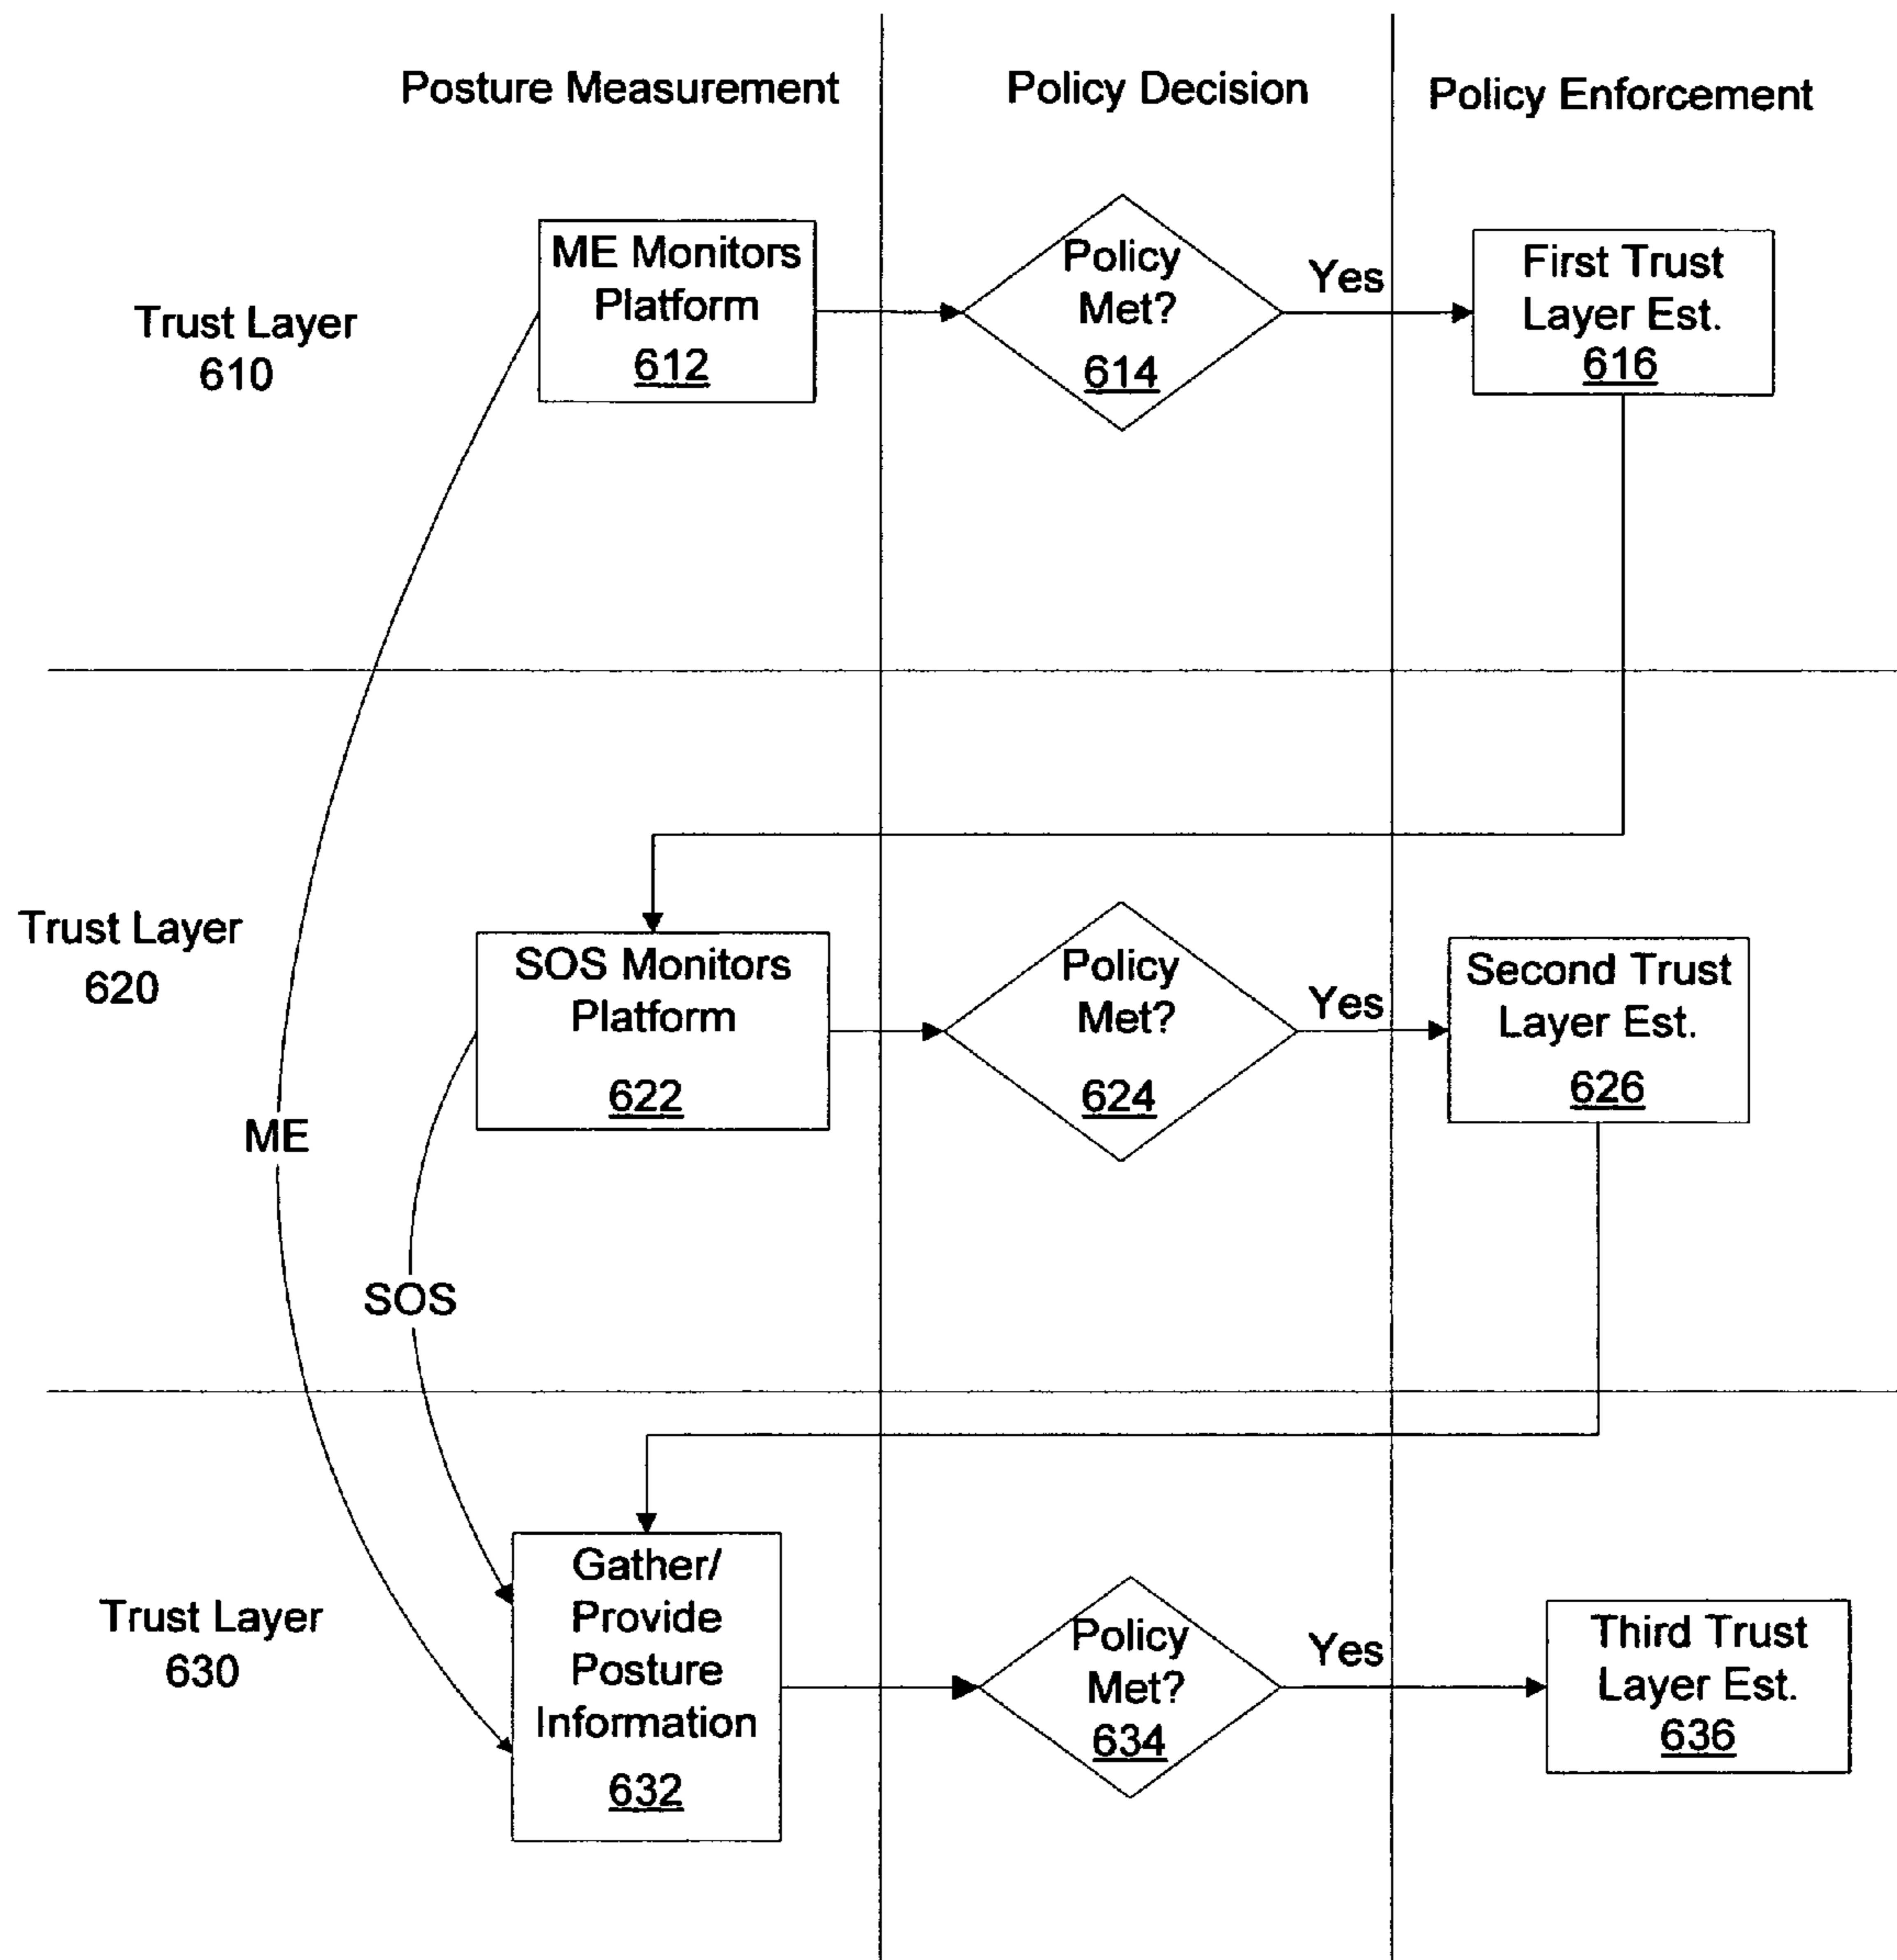 Posture Measurement
Policy Decision
Policy Enforcement
Trust Layer
610
ME Monitors
Platform
612
Policy
Met?
614
Yes
First Trust
Layer Est.
616
Trust Layer
620
SOS Monitors
Platform
622
Policy
Met?
624
Yes
Second Trust
Layer Est.
626
ME
SOS
Trust Layer
630
Gather/
Provide
Posture
Information
632
Policy
Met?
634
Yes
Third Trust
Layer Est.
636